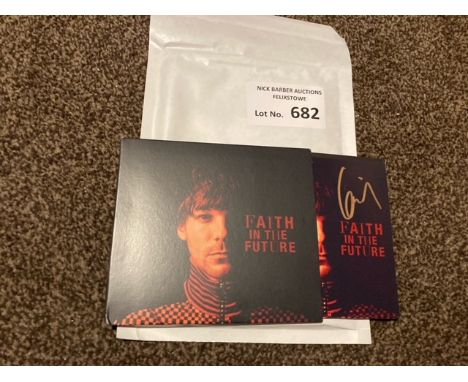 NICK BARBER AUCTIONS
FELIXSTOWE
Lot No. 682
FAITH
IN THE
FUTURE
FAITH
IN THE
FUTURE